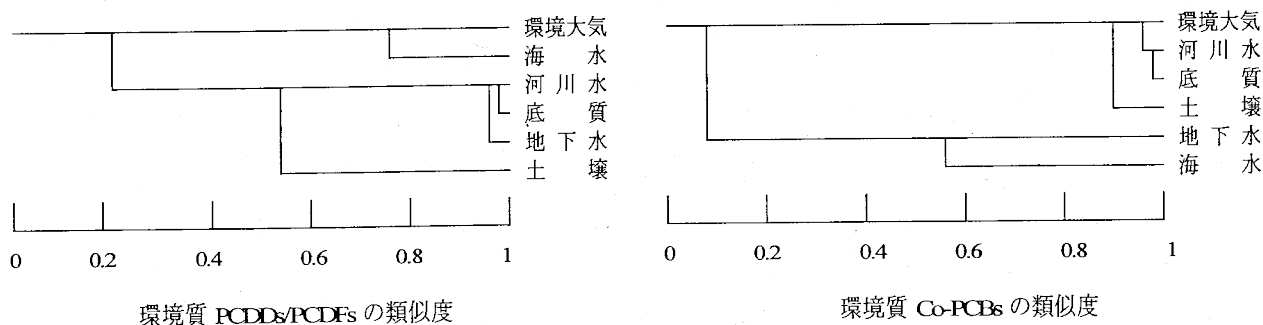 環境大気
海 水
河川水
底 質
地下水
土 壌
0 0.2 0.4 0.6 0.8 1
環境質 PCDDs/PCDFs の類似度
環境大気
河川水
底 質
土 壌
地下水
海 水
0 0.2 0.4 0.6 0.8 1
環境質 Co-PCBs の類似度